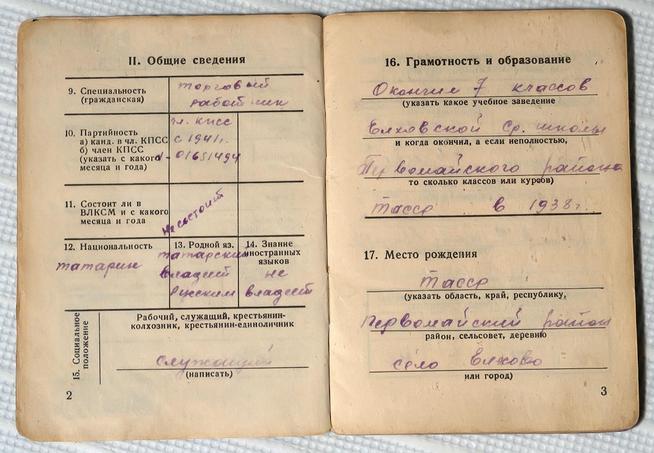 II. Общие сведения
9. Специальность
(гражданская)
торговый
работник
10. Партийность
а) канд. в чл. КПСС
б) член КПСС
(указать с какого
месяца и года)
чл. КПСС
с 1941 г.
01651494
11. Состоит ли в
ВЛКСМ и с какого
месяца и года
не состоит
12. Национальность
татарин
13. Родной яз.
татарский
владеет
русским
14. Знание
иностранных
языков
не
владеет
15. Социальное
положение
Рабочий, служащий, крестьянин-
колхозник, крестьянин-единоличник
служащий
(написать)
2
16. Грамотность и образование
Окончил 7 классов
(указать какое учебное заведение
Елховской ср. школы
и когда окончил, а если неполностью,
Первомайского района
то сколько классов или курсов)
ТАССР в 1938 г.
17. Место рождения
ТАССР
(указать область, край, республику,
Первомайский район
район, сельсовет, деревню
село Елхово
или город)
3